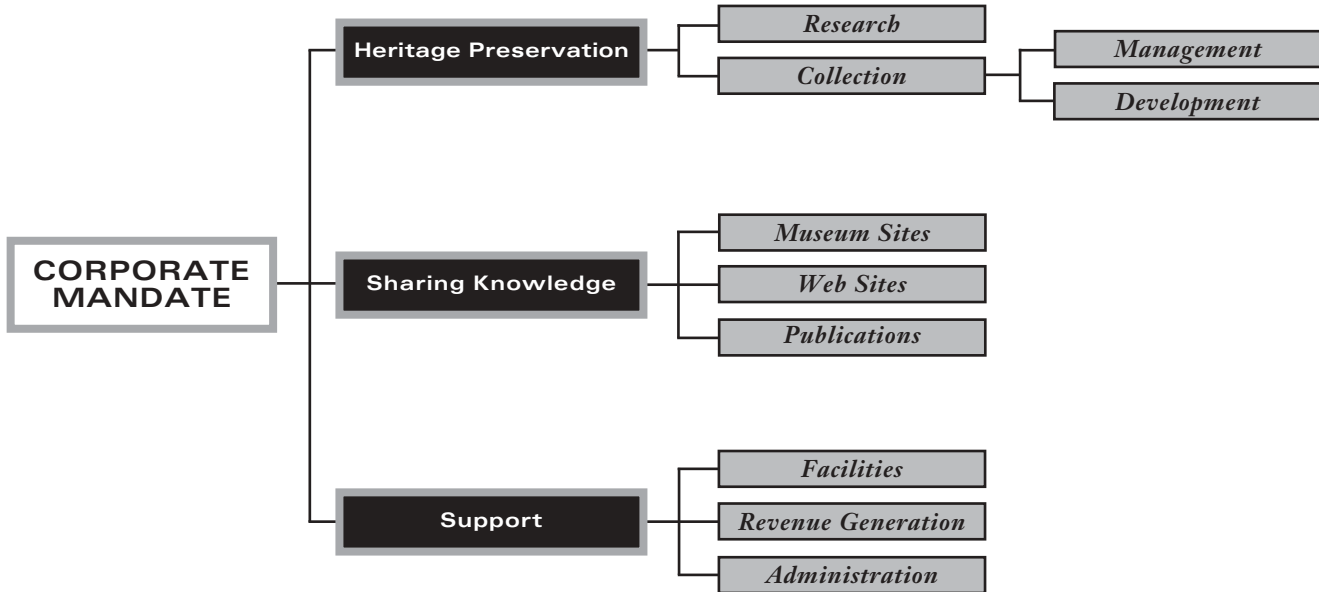 CORPORATE
MANDATE
Heritage Preservation
Research
Collection
Management
Development
Sharing Knowledge
Museum Sites
Web Sites
Publications
Support
Facilities
Revenue Generation
Administration